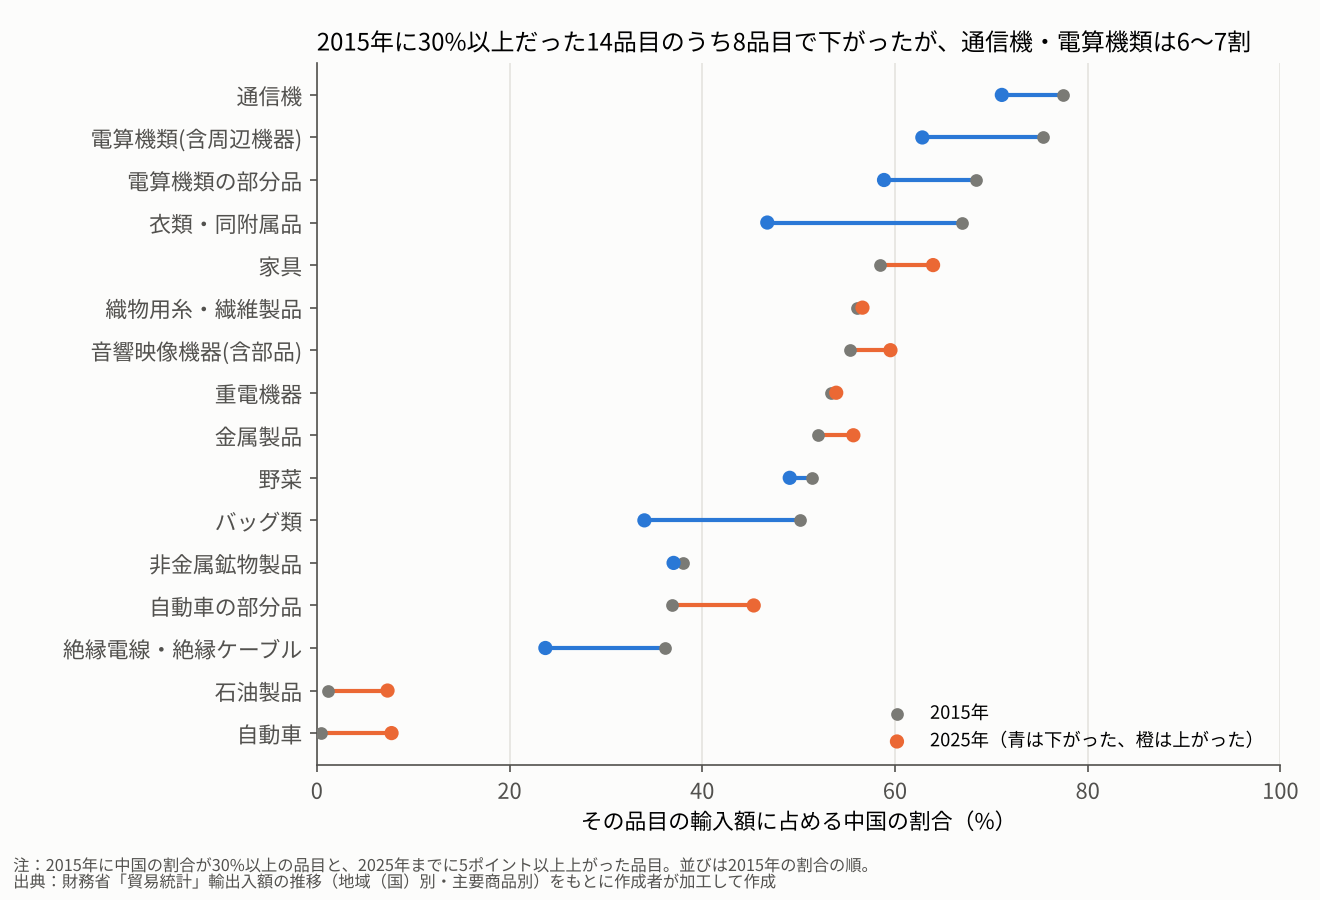 2015年に30%以上だった14品目のうち8品目で下がったが、通信機・電算機類は6〜7割
通信機
電算機類(含周辺機器)
電算機類の部分品
衣類・同附属品
家具
織物用糸・繊維製品
音響映像機器(含部品)
重電機器
金属製品
野菜
バッグ類
非金属鉱物製品
自動車の部分品
絶縁電線・絶縁ケーブル
石油製品
自動車
2015年
2025年（青は下がった、橙は上がった）
0 20 40 60 80 100
その品目の輸入額に占める中国の割合（%）
注：2015年に中国の割合が30%以上の品目と、2025年までに5ポイント以上上がった品目。並びは2015年の割合の順。
出典：財務省「貿易統計」輸出入額の推移（地域（国）別・主要商品別）をもとに作成者が加工して作成